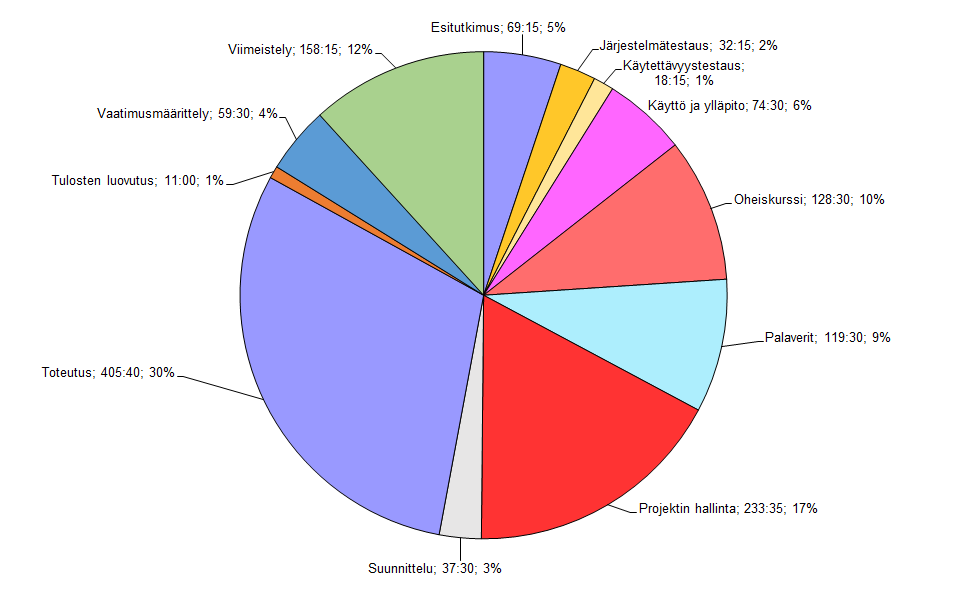 Esitutkimus; 69:15; 5%
Järjestelmätestaus; 32:15; 2%
Käytettävyystestaus;
18:15; 1%
Käyttö ja ylläpito; 74:30; 6%
Oheiskurssi; 128:30; 10%
Palaverit; 119:30; 9%
Projektin hallinta; 233:35; 17%
Suunnittelu; 37:30; 3%
Toteutus; 405:40; 30%
Tulosten luovutus; 11:00; 1%
Vaatimusmäärittely; 59:30; 4%
Viimeistely; 158:15; 12%